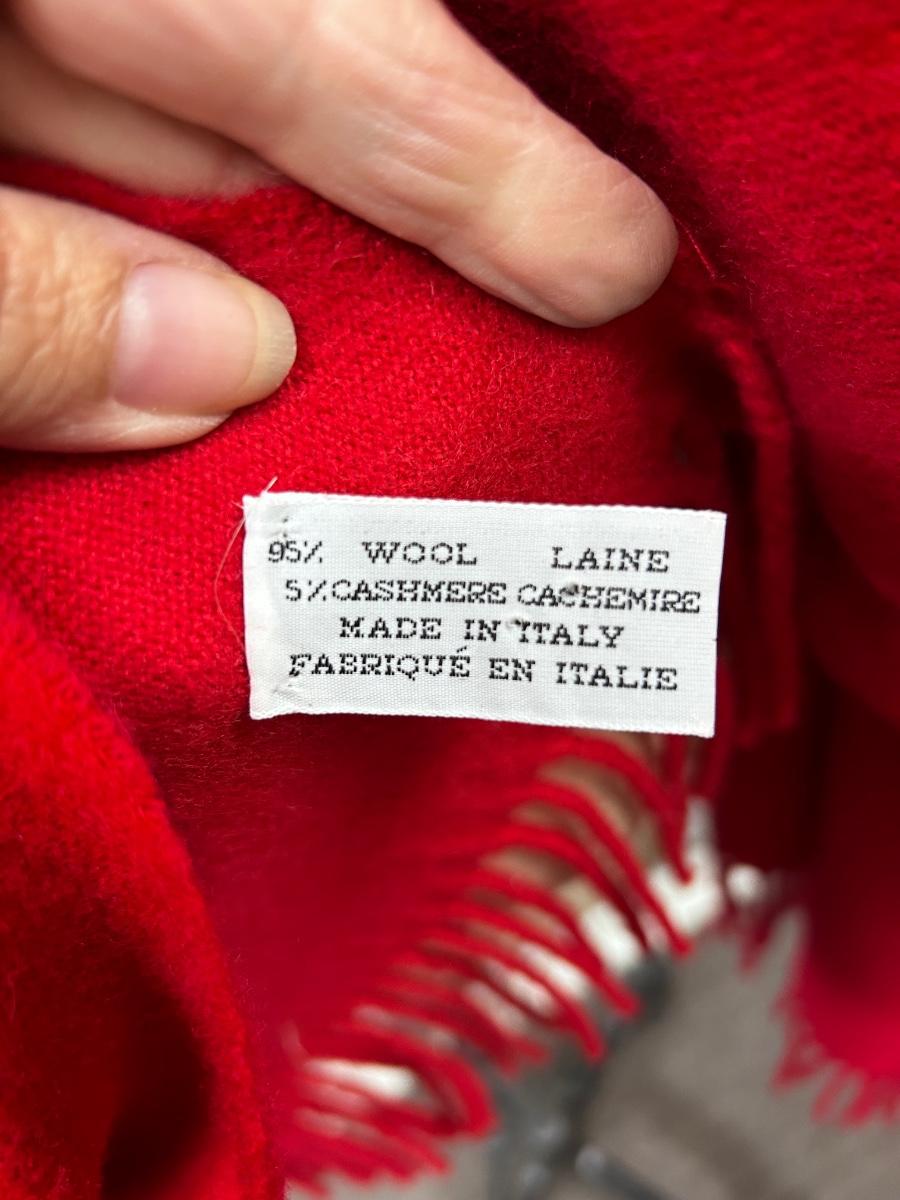 95% WOOL LAINE
5% CASHMERE CACHEMIRE
MADE IN ITALY
FABRIQUÉ EN ITALIE